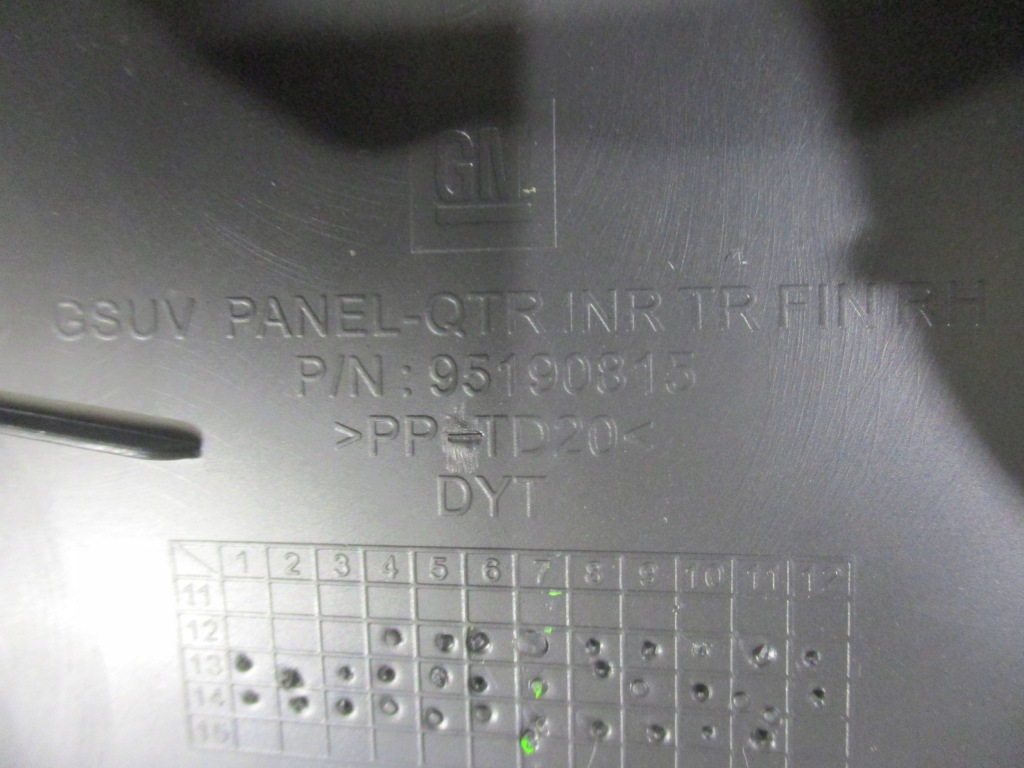 GM
GSUV PANEL-QTR INR TR FIN RH
P/N : 95190815
>PP-TD20<
DYT
1 2 3 4 5 6 7 8 9 10 11 12
11
12
13
14
15